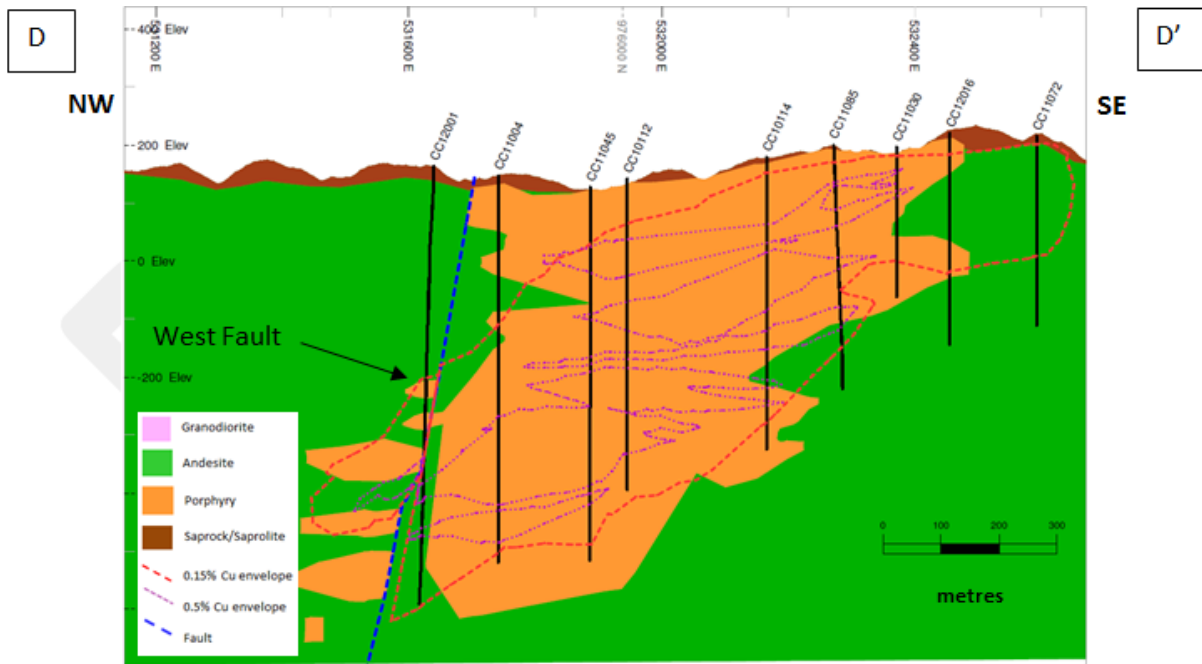 D
D'
NW
SE
400 Elev
200 Elev
0 Elev
-200 Elev
531200 E
531600 E
976000 N
532000 E
532400 E
CC12001
CC11004
CC11045
CC10112
CC10114
CC11085
CC11030
CC12016
CC11072
West Fault
Granodiorite
Andesite
Porphyry
Saprock/Saprolite
0.15% Cu envelope
0.5% Cu envelope
Fault
0 100 200 300
metres